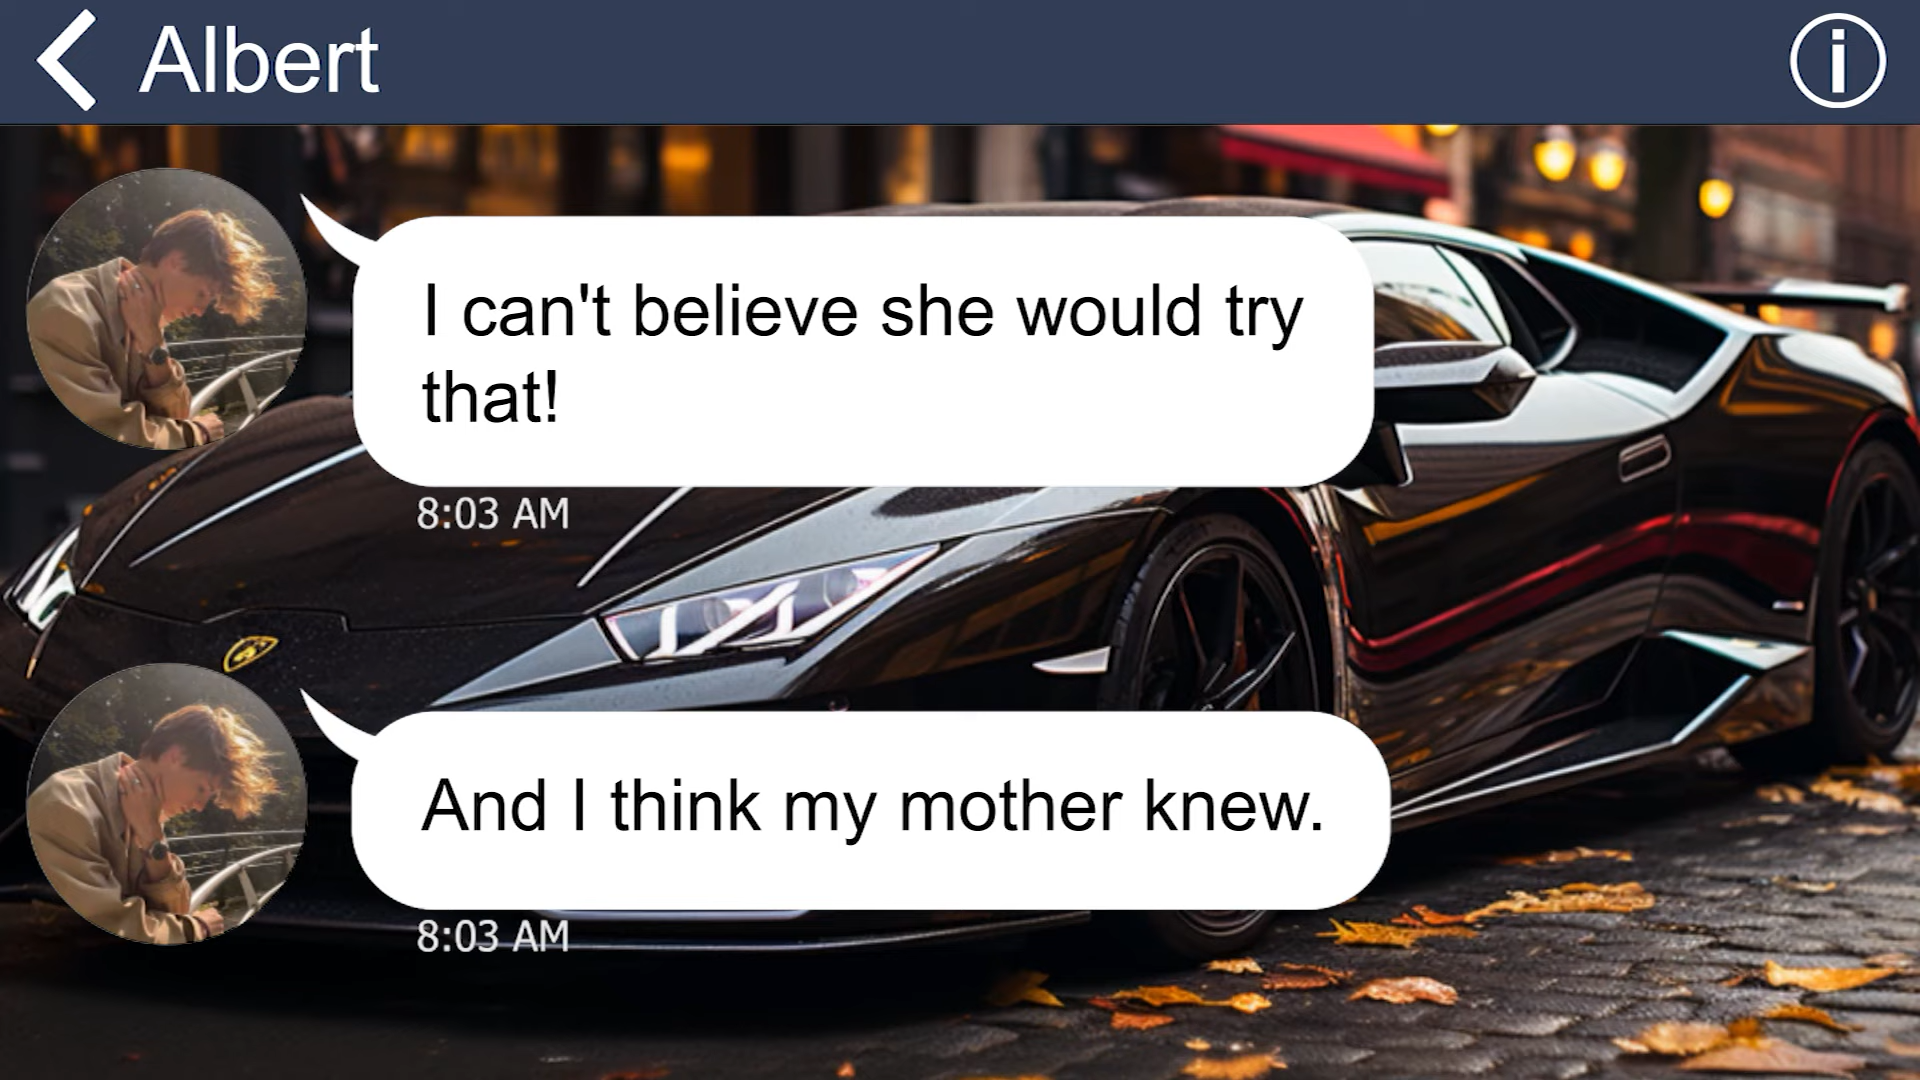 Albert
I can't believe she would try
that!
8:03 AM
And I think my mother knew.
8:03 AM